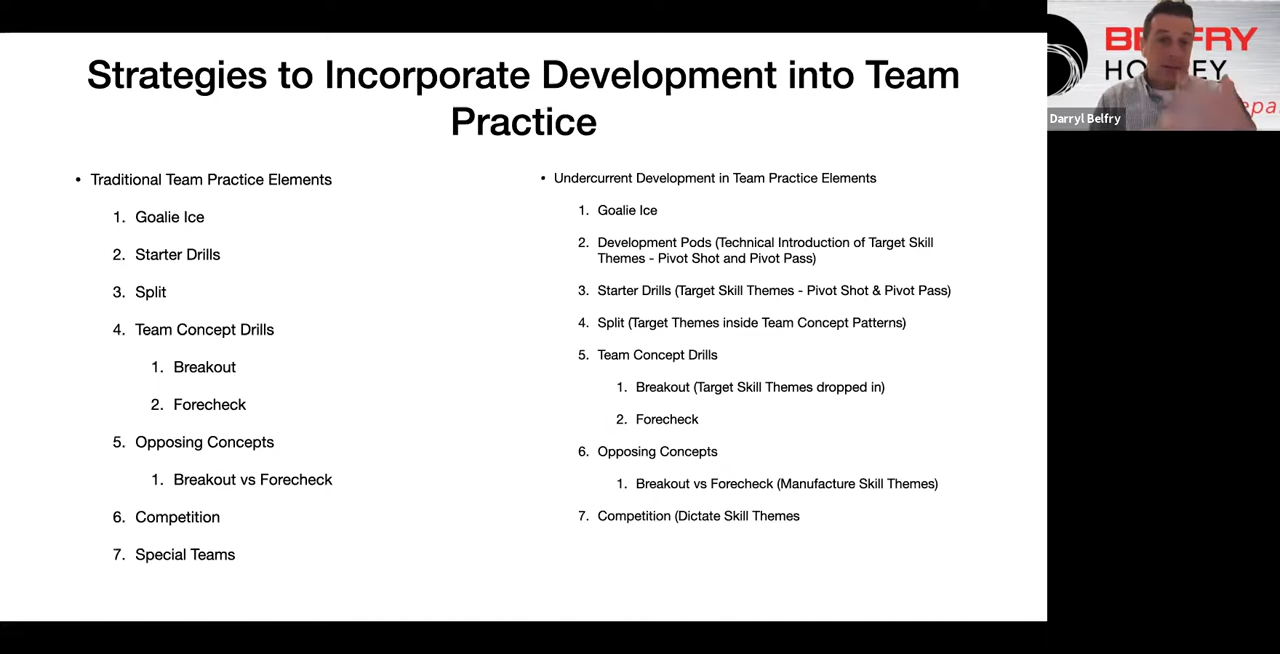 Strategies to Incorporate Development into Team
Practice
• Traditional Team Practice Elements
1. Goalie Ice
2. Starter Drills
3. Split
4. Team Concept Drills
1. Breakout
2. Forecheck
5. Opposing Concepts
1. Breakout vs Forecheck
6. Competition
7. Special Teams
• Undercurrent Development in Team Practice Elements
1. Goalie Ice
2. Development Pods (Technical Introduction of Target Skill
Themes - Pivot Shot and Pivot Pass)
3. Starter Drills (Target Skill Themes - Pivot Shot & Pivot Pass)
4. Split (Target Themes inside Team Concept Patterns)
5. Team Concept Drills
1. Breakout (Target Skill Themes dropped in)
2. Forecheck
6. Opposing Concepts
1. Breakout vs Forecheck (Manufacture Skill Themes)
7. Competition (Dictate Skill Themes
Darryl Belfry